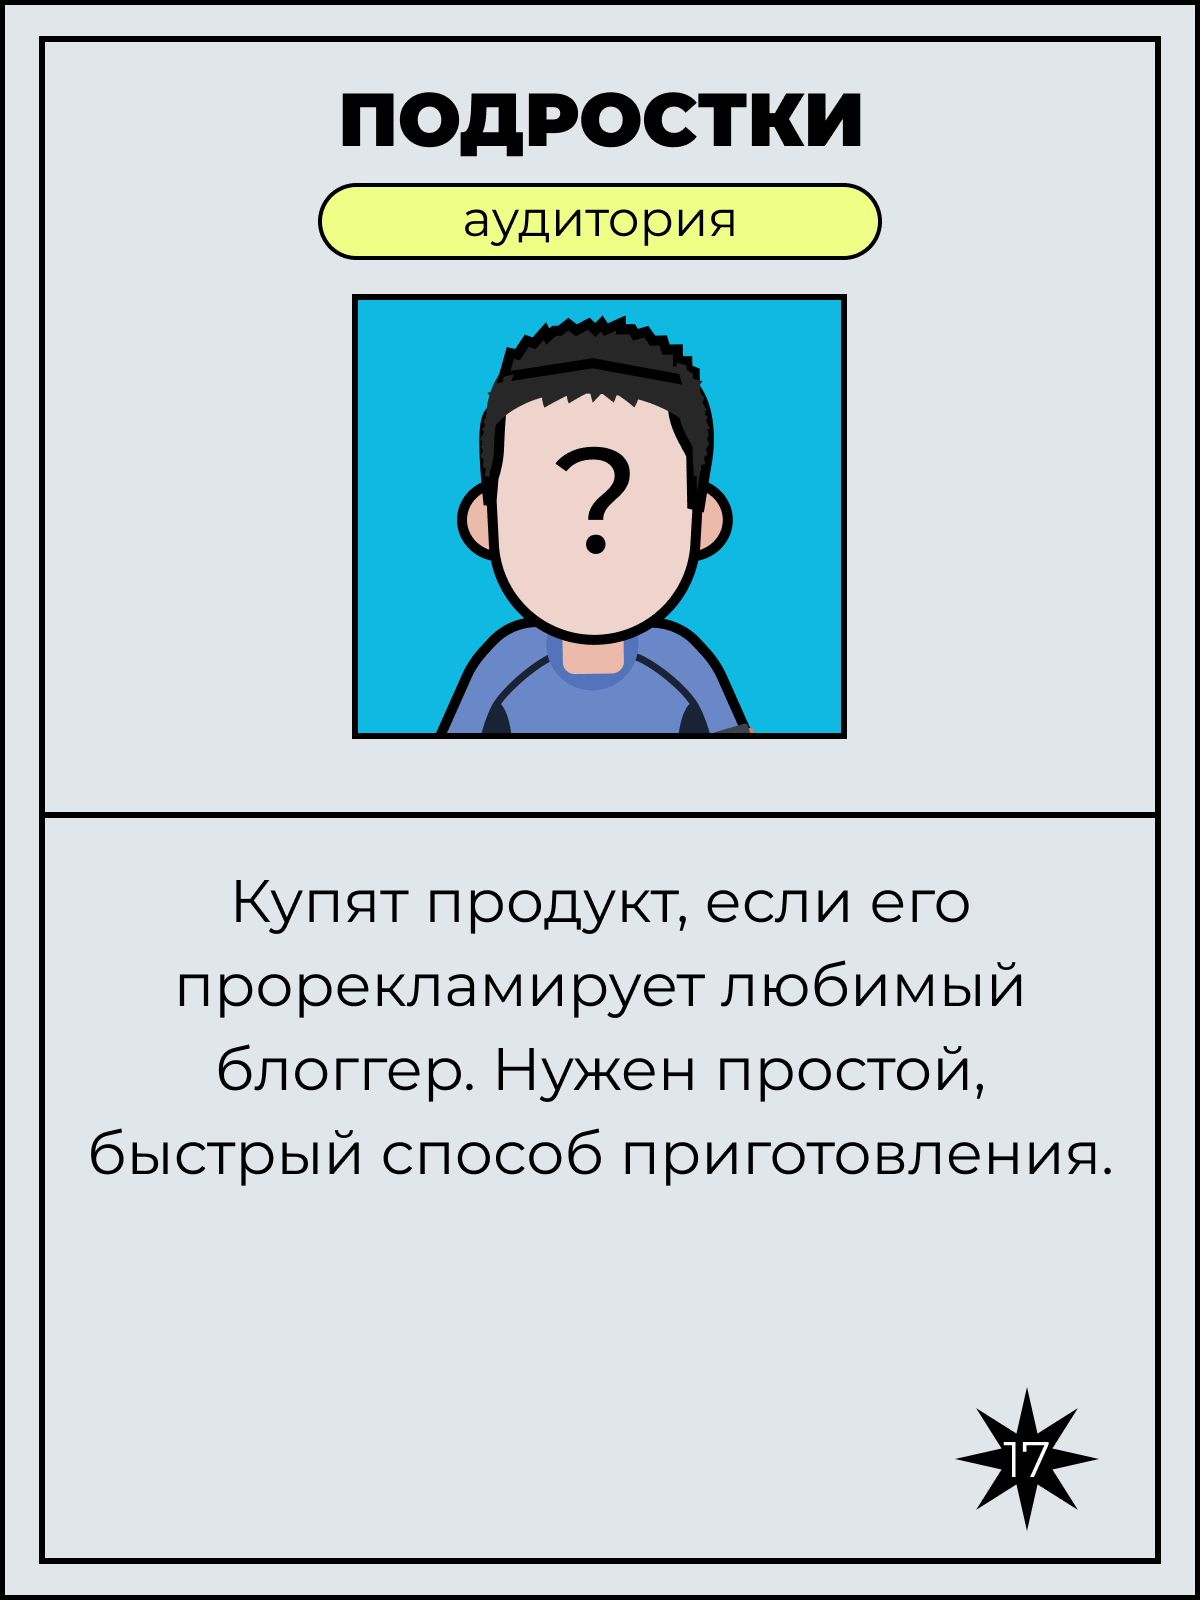 ПОДРОСТКИ
аудитория
?
Купят продукт, если его
прорекламирует любимый
блоггер. Нужен простой,
быстрый способ приготовления.
17